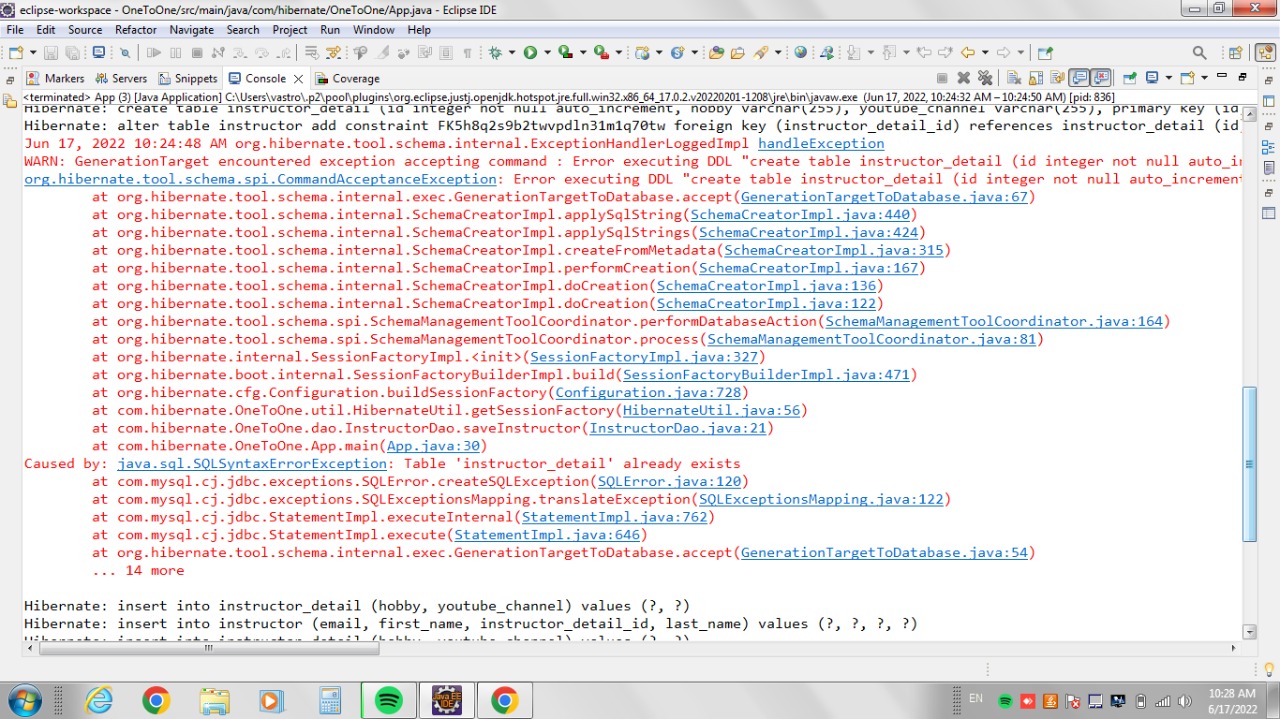 eclipse-workspace - OneToOne/src/main/java/com/hibernate/OneToOne/App.java - Eclipse IDE
File Edit Source Refactor Navigate Search Project Run Window Help
Markers Servers Snippets Console Coverage
<terminated> App (3) [Java Application] C:\Users\vastro\.p2\pool\plugins\org.eclipse.justj.openjdk.hotspot.jre.full.win32.x86_64_17.0.2.v20220201-1208\jre\bin\javaw.exe (Jun 17, 2022, 10:24:32 AM – 10:24:50 AM) [pid: 836]
Hibernate: create table instructor_detail (id integer not null auto_increment, hobby varchar(255), youtube_channel varchar(255), primary key (id
Hibernate: alter table instructor add constraint FK5h8q2s9b2twvpdln31m1q70tw foreign key (instructor_detail_id) references instructor_detail (id
Jun 17, 2022 10:24:48 AM org.hibernate.tool.schema.internal.ExceptionHandlerLoggedImpl handleException
WARN: GenerationTarget encountered exception accepting command : Error executing DDL "create table instructor_detail (id integer not null auto_in
org.hibernate.tool.schema.spi.CommandAcceptanceException: Error executing DDL "create table instructor_detail (id integer not null auto_increment
at org.hibernate.tool.schema.internal.exec.GenerationTargetToDatabase.accept(GenerationTargetToDatabase.java:67)
at org.hibernate.tool.schema.internal.SchemaCreatorImpl.applySqlString(SchemaCreatorImpl.java:440)
at org.hibernate.tool.schema.internal.SchemaCreatorImpl.applySqlStrings(SchemaCreatorImpl.java:424)
at org.hibernate.tool.schema.internal.SchemaCreatorImpl.createFromMetadata(SchemaCreatorImpl.java:315)
at org.hibernate.tool.schema.internal.SchemaCreatorImpl.performCreation(SchemaCreatorImpl.java:167)
at org.hibernate.tool.schema.internal.SchemaCreatorImpl.doCreation(SchemaCreatorImpl.java:136)
at org.hibernate.tool.schema.internal.SchemaCreatorImpl.doCreation(SchemaCreatorImpl.java:122)
at org.hibernate.tool.schema.spi.SchemaManagementToolCoordinator.performDatabaseAction(SchemaManagementToolCoordinator.java:164)
at org.hibernate.tool.schema.spi.SchemaManagementToolCoordinator.process(SchemaManagementToolCoordinator.java:81)
at org.hibernate.internal.SessionFactoryImpl.<init>(SessionFactoryImpl.java:327)
at org.hibernate.boot.internal.SessionFactoryBuilderImpl.build(SessionFactoryBuilderImpl.java:471)
at org.hibernate.cfg.Configuration.buildSessionFactory(Configuration.java:728)
at com.hibernate.OneToOne.util.HibernateUtil.getSessionFactory(HibernateUtil.java:56)
at com.hibernate.OneToOne.dao.InstructorDao.saveInstructor(InstructorDao.java:21)
at com.hibernate.OneToOne.App.main(App.java:30)
Caused by: java.sql.SQLSyntaxErrorException: Table 'instructor_detail' already exists
at com.mysql.cj.jdbc.exceptions.SQLError.createSQLException(SQLError.java:120)
at com.mysql.cj.jdbc.exceptions.SQLExceptionsMapping.translateException(SQLExceptionsMapping.java:122)
at com.mysql.cj.jdbc.StatementImpl.executeInternal(StatementImpl.java:762)
at com.mysql.cj.jdbc.StatementImpl.execute(StatementImpl.java:646)
at org.hibernate.tool.schema.internal.exec.GenerationTargetToDatabase.accept(GenerationTargetToDatabase.java:54)
... 14 more
Hibernate: insert into instructor_detail (hobby, youtube_channel) values (?, ?)
Hibernate: insert into instructor (email, first_name, instructor_detail_id, last_name) values (?, ?, ?, ?)
Hibernate: insert into instructor_detail (hobby, youtube_channel) values (?, ?)
Java EE IDE
EN
10:28 AM
6/17/2022